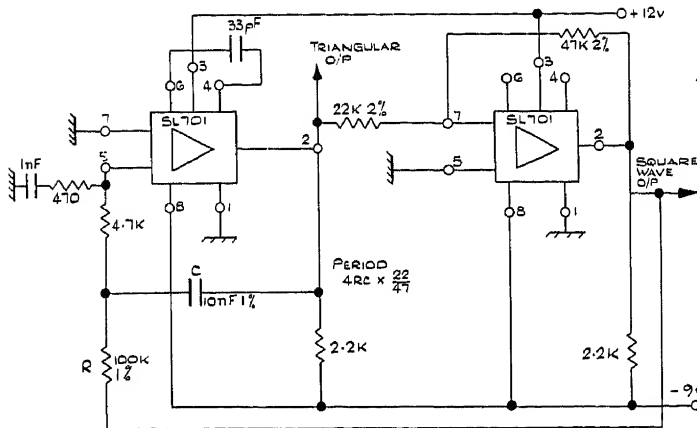 33pF
+12v
3
6
4
TRIANGULAR
O/P
47K 2%
3
6
4
7
SL701
22K 2%
7
SL701
2
2
5
5
1nF
470
SQUARE
WAVE
O/P
8
1
8
1
4.7K
PERIOD
4RC × 22/47
C
10nF 1%
R
100K
1%
2.2K
2.2K